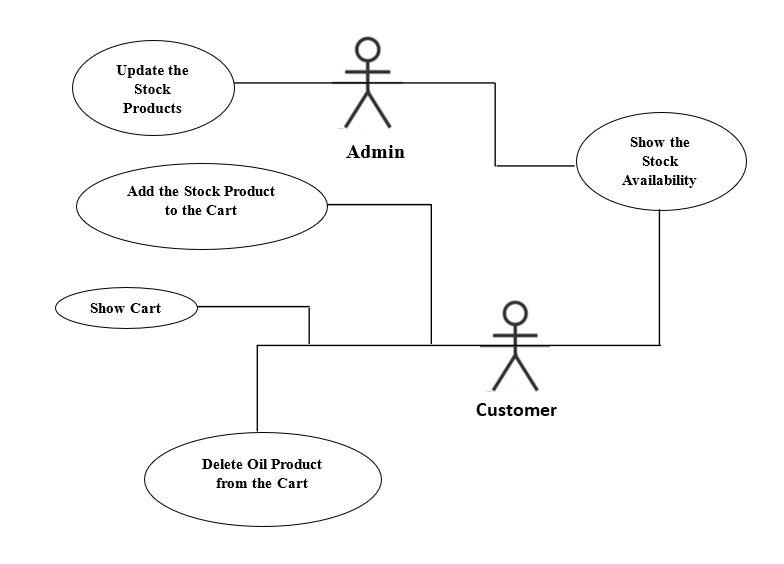 Update the
Stock
Products
Admin
Show the
Stock
Availability
Add the Stock Product
to the Cart
Show Cart
Customer
Delete Oil Product
from the Cart